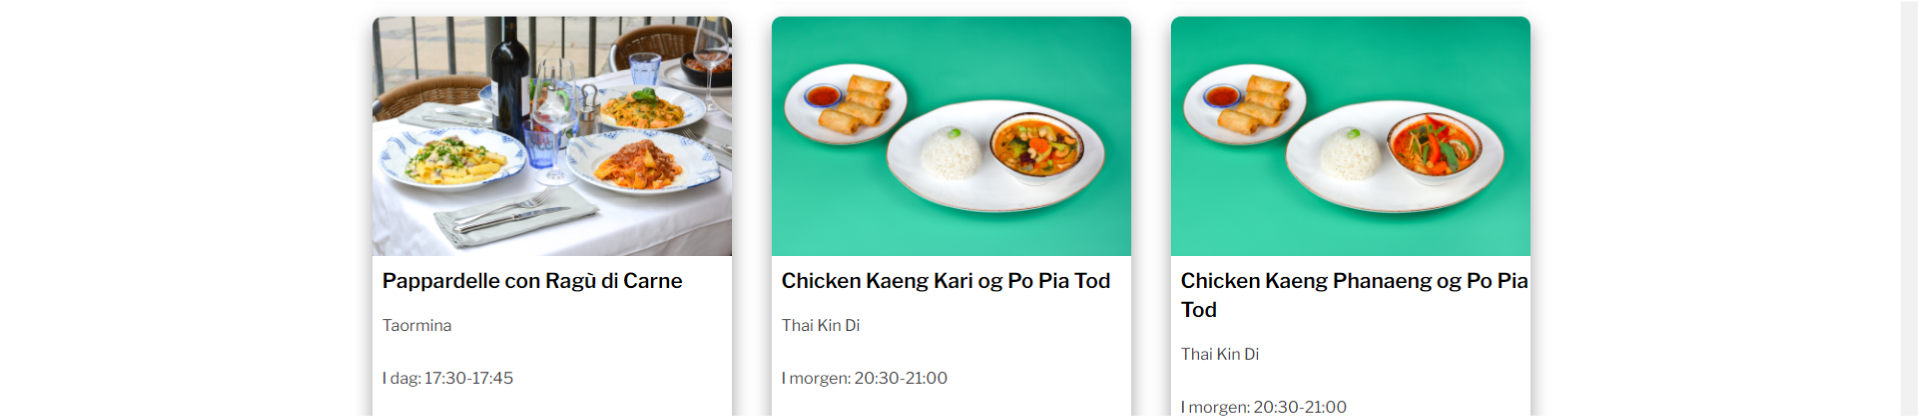 Pappardelle con Ragù di Carne
Taormina
I dag: 17:30-17:45
Chicken Kaeng Kari og Po Pia Tod
Thai Kin Di
I morgen: 20:30-21:00
Chicken Kaeng Phanaeng og Po Pia
Tod
Thai Kin Di
I morgen: 20:30-21:00